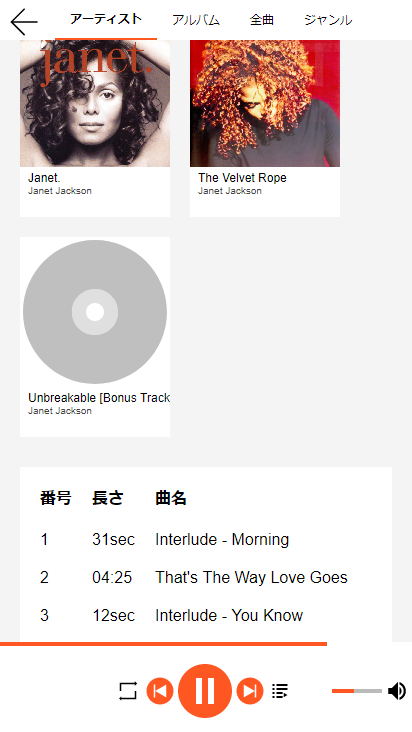 アーティスト アルバム 全曲 ジャンル
janet.
Janet.
Janet Jackson
The Velvet Rope
Janet Jackson
Unbreakable [Bonus Track
Janet Jackson
番号 長さ 曲名
1 31sec Interlude - Morning
2 04:25 That's The Way Love Goes
3 12sec Interlude - You Know